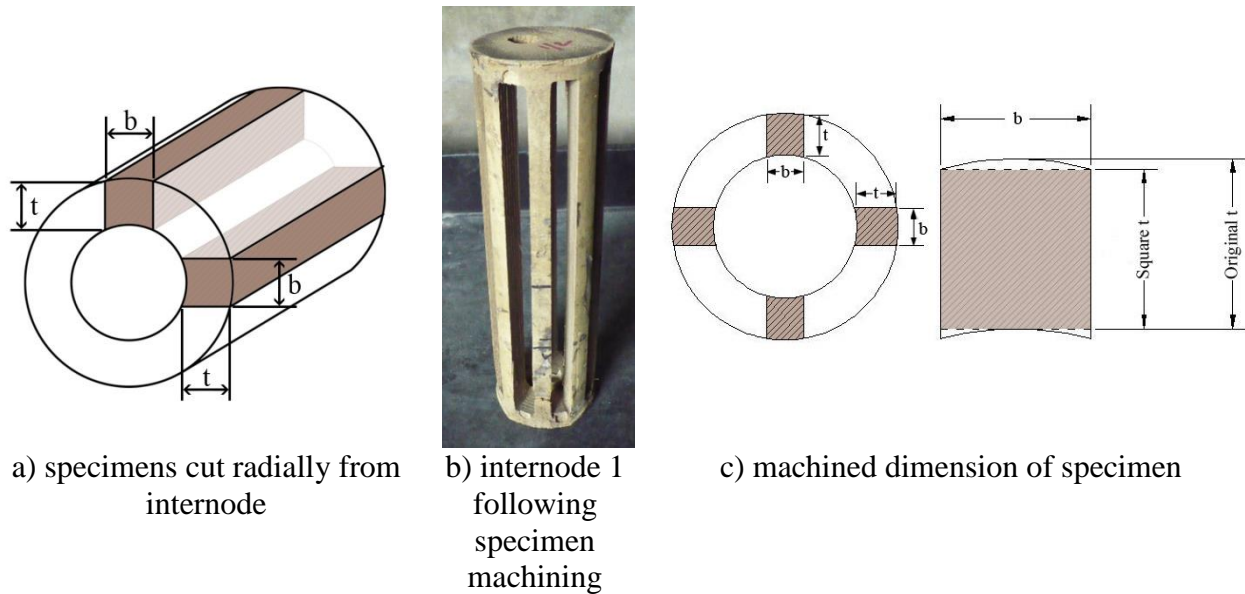 b
t
b
t
t
b
t
b
b
Square t
Original t
a) specimens cut radially from
internode
b) internode 1
following
specimen
machining
c) machined dimension of specimen